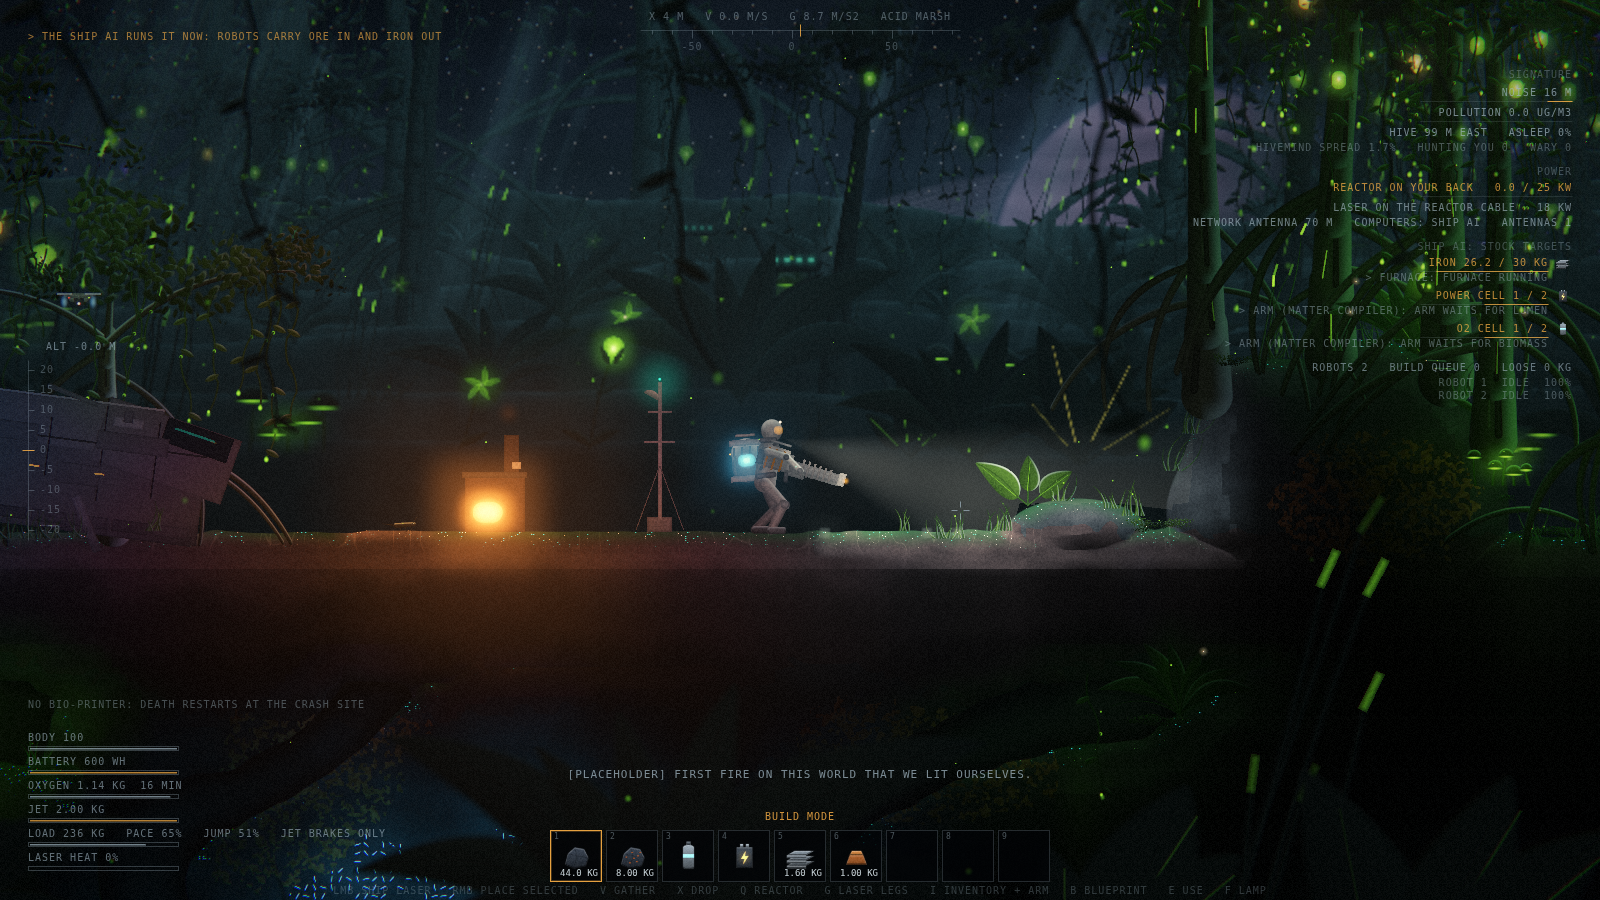 X 4 M   V 0.0 M/S   G 8.7 M/S2   ACID MARSH
> THE SHIP AI RUNS IT NOW: ROBOTS CARRY ORE IN AND IRON OUT
-50   0   50
SIGNATURE
NOISE 16 M
POLLUTION 0.0 UG/M3
HIVE 99 M EAST   ASLEEP 0%
HIVEMIND SPREAD 1.7%   HUNTING YOU 0   WARY 0
POWER
REACTOR ON YOUR BACK   0.0 / 25 KW
LASER ON THE REACTOR CABLE   18 KW
NETWORK ANTENNA 70 M   COMPUTERS: SHIP AI   ANTENNAS 1
SHIP AI: STOCK TARGETS
IRON 26.2 / 30 KG
> FURNACE: FURNACE RUNNING
POWER CELL 1 / 2
> ARM (MATTER COMPILER): ARM WAITS FOR LUMEN
O2 CELL 1 / 2
> ARM (MATTER COMPILER): ARM WAITS FOR BIOMASS
ROBOTS 2   BUILD QUEUE 0   LOOSE 0 KG
ROBOT 1  IDLE  100%
ROBOT 2  IDLE  100%
ALT -0.0 M
20
15
10
5
0
-5
-10
-15
-20
NO BIO-PRINTER: DEATH RESTARTS AT THE CRASH SITE
BODY 100
BATTERY 600 WH
OXYGEN 1.14 KG  16 MIN
JET 2.00 KG
LOAD 236 KG   PACE 65%   JUMP 51%   JET BRAKES ONLY
LASER HEAT 0%
[PLACEHOLDER] FIRST FIRE ON THIS WORLD THAT WE LIT OURSELVES.
BUILD MODE
1 2 3 4 5 6 7 8 9
44.0 KG   8.00 KG   1.60 KG   1.00 KG
PLACE SELECTED   V GATHER   X DROP   Q REACTOR   G LASER LEGS   I INVENTORY + ARM   B BLUEPRINT   E USE   F LAMP